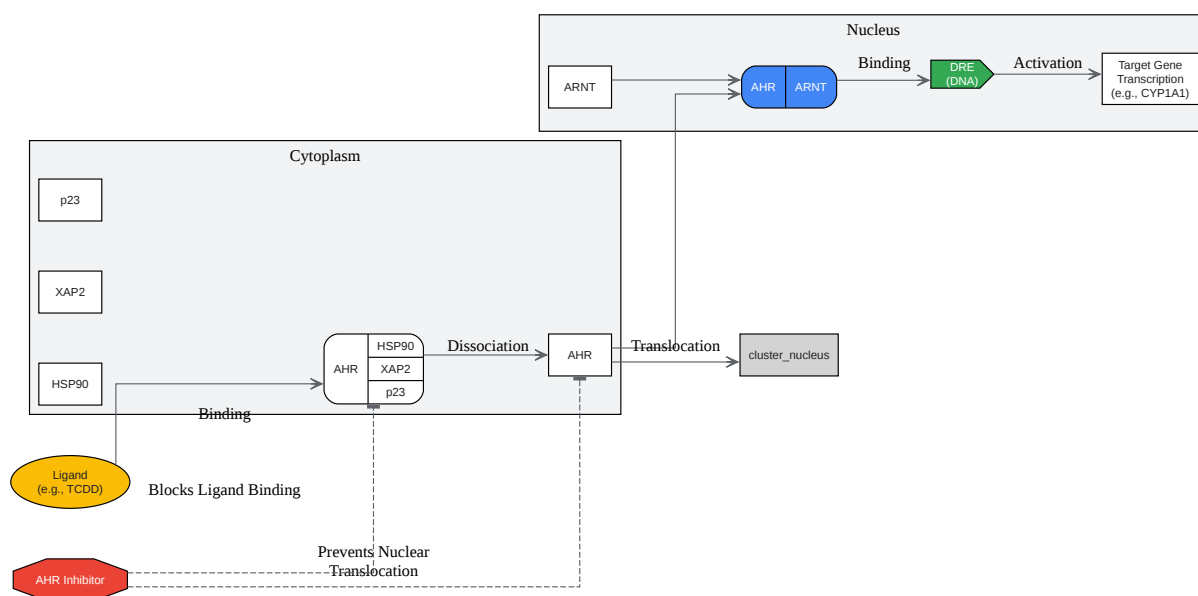 Nucleus
ARNT
AHR
ARNT
Binding
DRE
(DNA)
Activation
Target Gene
Transcription
(e.g., CYP1A1)
Cytoplasm
p23
XAP2
HSP90
AHR
HSP90
XAP2
p23
Dissociation
AHR
Translocation
cluster_nucleus
Binding
Ligand
(e.g., TCDD)
Blocks Ligand Binding
Prevents Nuclear
Translocation
AHR Inhibitor